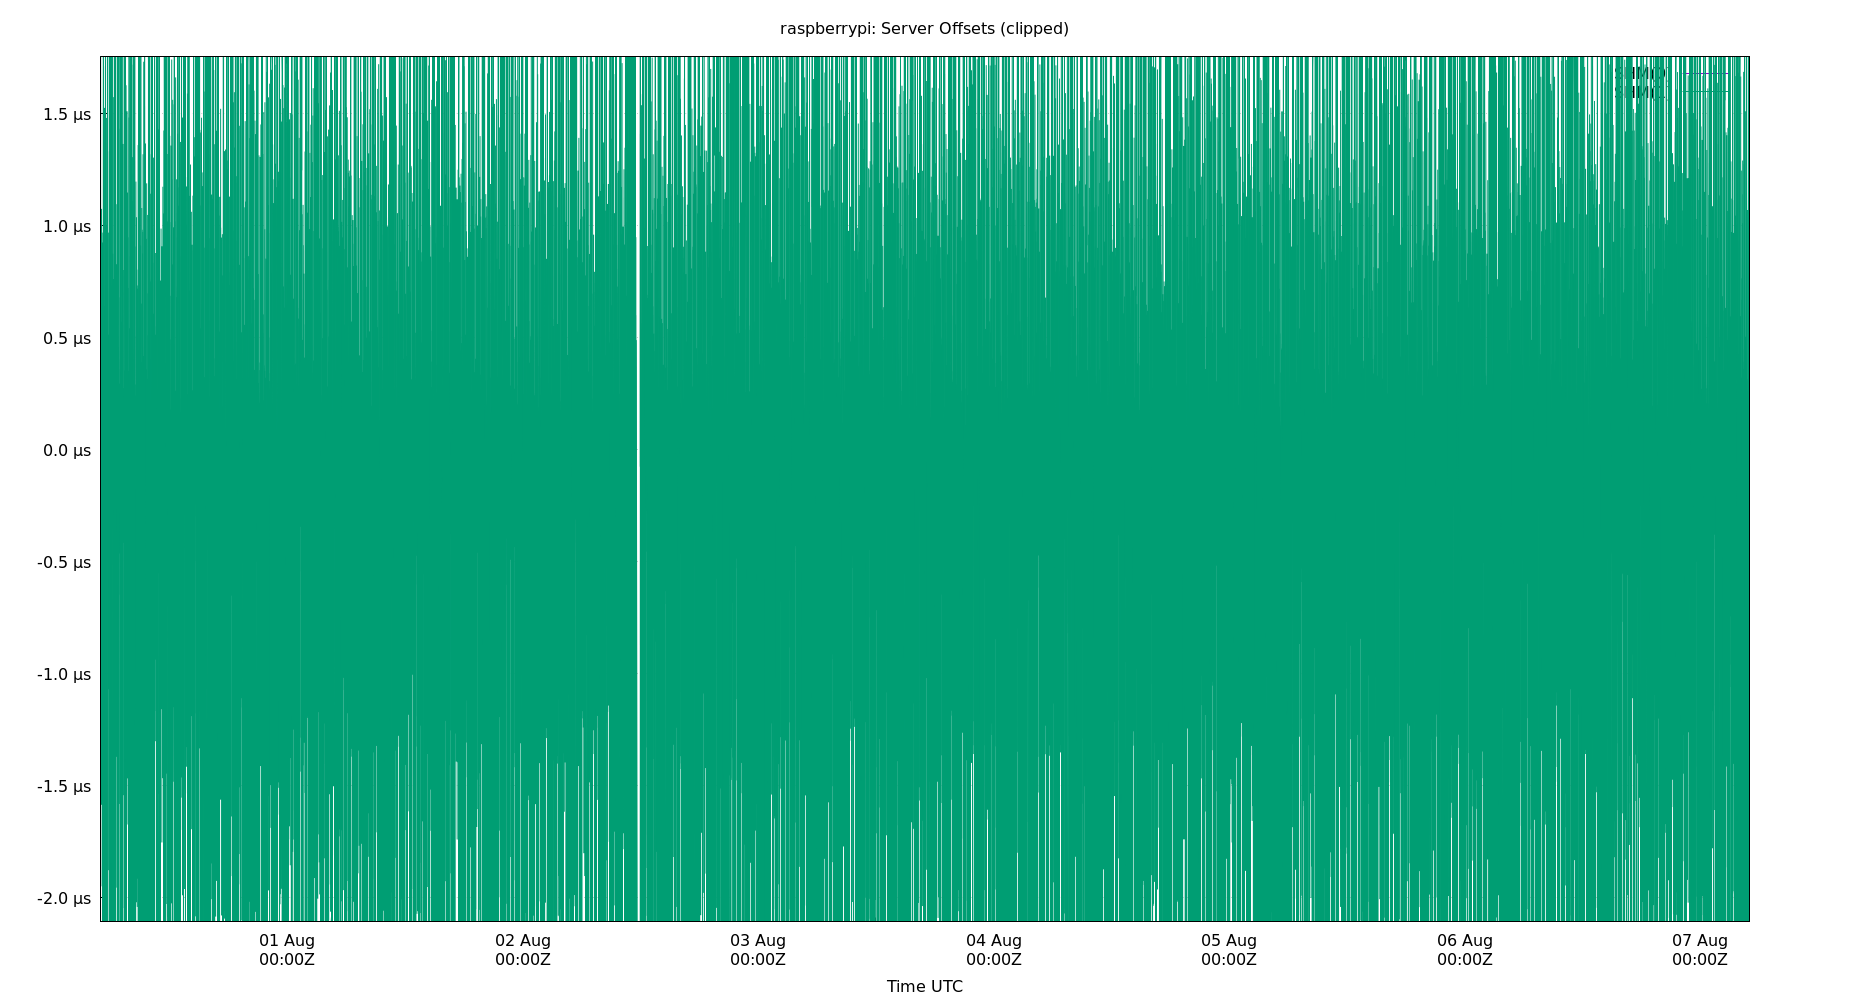 raspberrypi: Server Offsets (clipped)
1.5 µs
1.0 µs
0.5 µs
0.0 µs
-0.5 µs
-1.0 µs
-1.5 µs
-2.0 µs
01 Aug 02 Aug 03 Aug 04 Aug 05 Aug 06 Aug 07 Aug
00:00Z 00:00Z 00:00Z 00:00Z 00:00Z 00:00Z 00:00Z
Time UTC